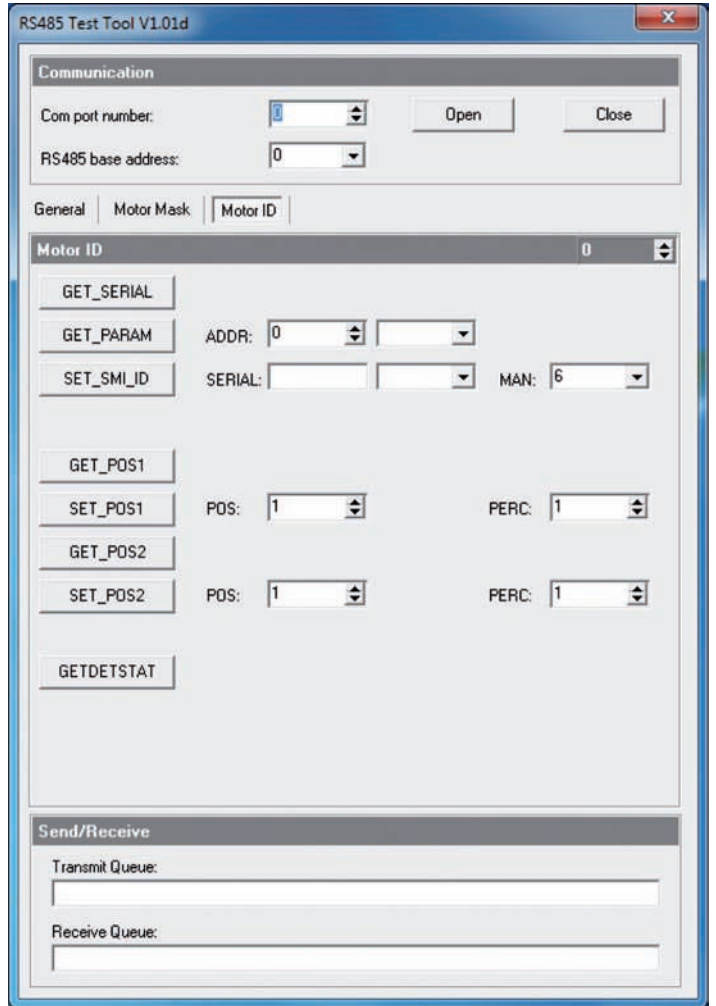 RS485 Test Tool V1.01d
Communication
Com port number: 0 Open Close
RS485 base address: 0
General Motor Mask Motor ID
Motor ID 0
GET_SERIAL
GET_PARAM ADDR: 0
SET_SMI_ID SERIAL: MAN: 6
GET_POS1
SET_POS1 POS: 1 PERC: 1
GET_POS2
SET_POS2 POS: 1 PERC: 1
GETDETSTAT
Send/Receive
Transmit Queue:
Receive Queue: